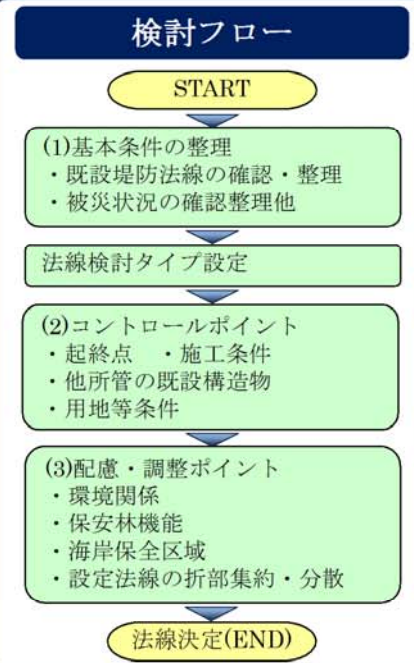 検討フロー
START
(1)基本条件の整理
・既設堤防法線の確認・整理
・被災状況の確認整理他
法線検討タイプ設定
(2)コントロールポイント
・起終点　・施工条件
・他所管の既設構造物
・用地等条件
(3)配慮・調整ポイント
・環境関係
・保安林機能
・海岸保全区域
・設定法線の折部集約・分散
法線決定(END)